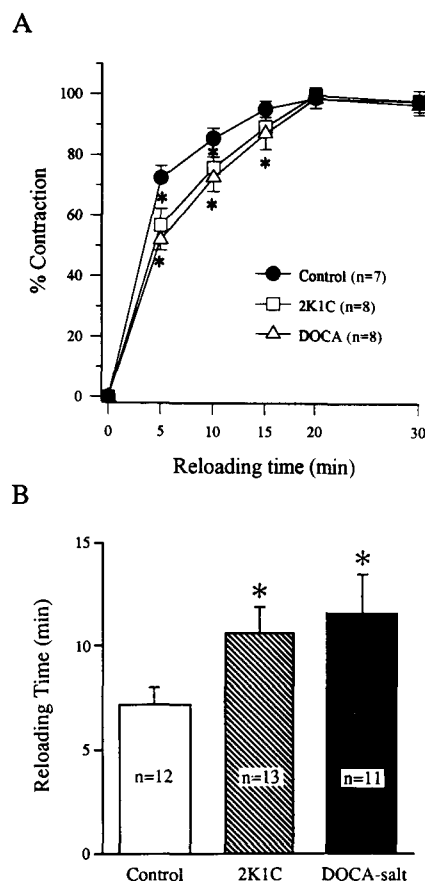 A
100
80
60
40
20
0
% Contraction
* * * * *
Control (n=7)
2K1C (n=8)
DOCA (n=8)
0 5 10 15 20 30
Reloading time (min)
B
15
10
5
0
Reloading Time (min)
* *
n=12 n=13 n=11
Control 2K1C DOCA-salt